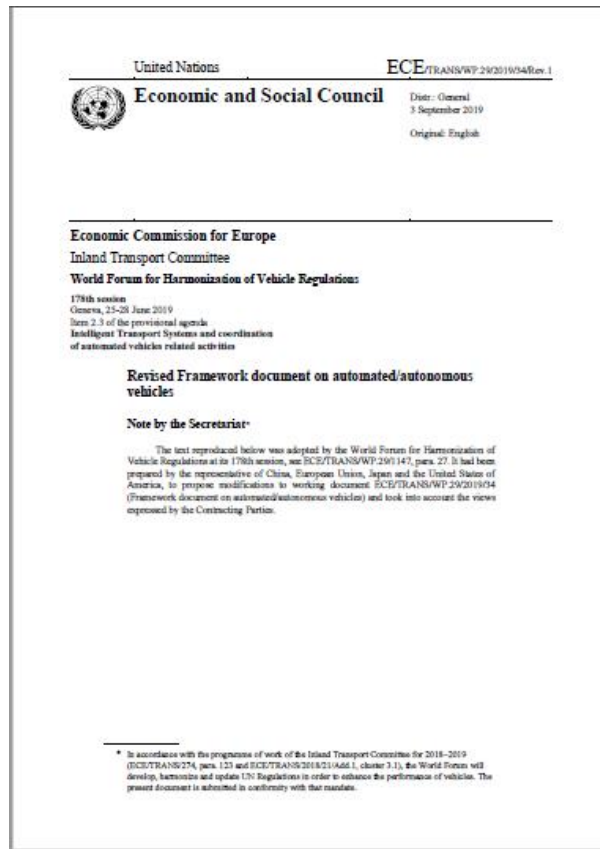 United Nations
ECE/TRANS/WP.29/2019/34/Rev.1
Economic and Social Council
Distr.: General
3 September 2019
Original: English
Economic Commission for Europe
Inland Transport Committee
World Forum for Harmonization of Vehicle Regulations
178th session
Geneva, 25-28 June 2019
Item 2.3 of the provisional agenda
Intelligent Transport Systems and coordination
of automated vehicles related activities
Revised Framework document on automated/autonomous
vehicles
Note by the Secretariat*
The text reproduced below was adopted by the World Forum for Harmonization of
Vehicle Regulations at its 178th session, see ECE/TRANS/WP.29/1147, para. 27. It had been
prepared by the representative of China, European Union, Japan and the United States of
America, to propose modifications to working document ECE/TRANS/WP.29/2019/34
(Framework document on automated/autonomous vehicles) and took into account the views
expressed by the Contracting Parties.
* In accordance with the programme of work of the Inland Transport Committee for 2018–2019
(ECE/TRANS/274, para. 123 and ECE/TRANS/2018/21/Add.1, cluster 3.1), the World Forum will
develop, harmonize and update UN Regulations in order to enhance the performance of vehicles. The
present document is submitted in conformity with that mandate.